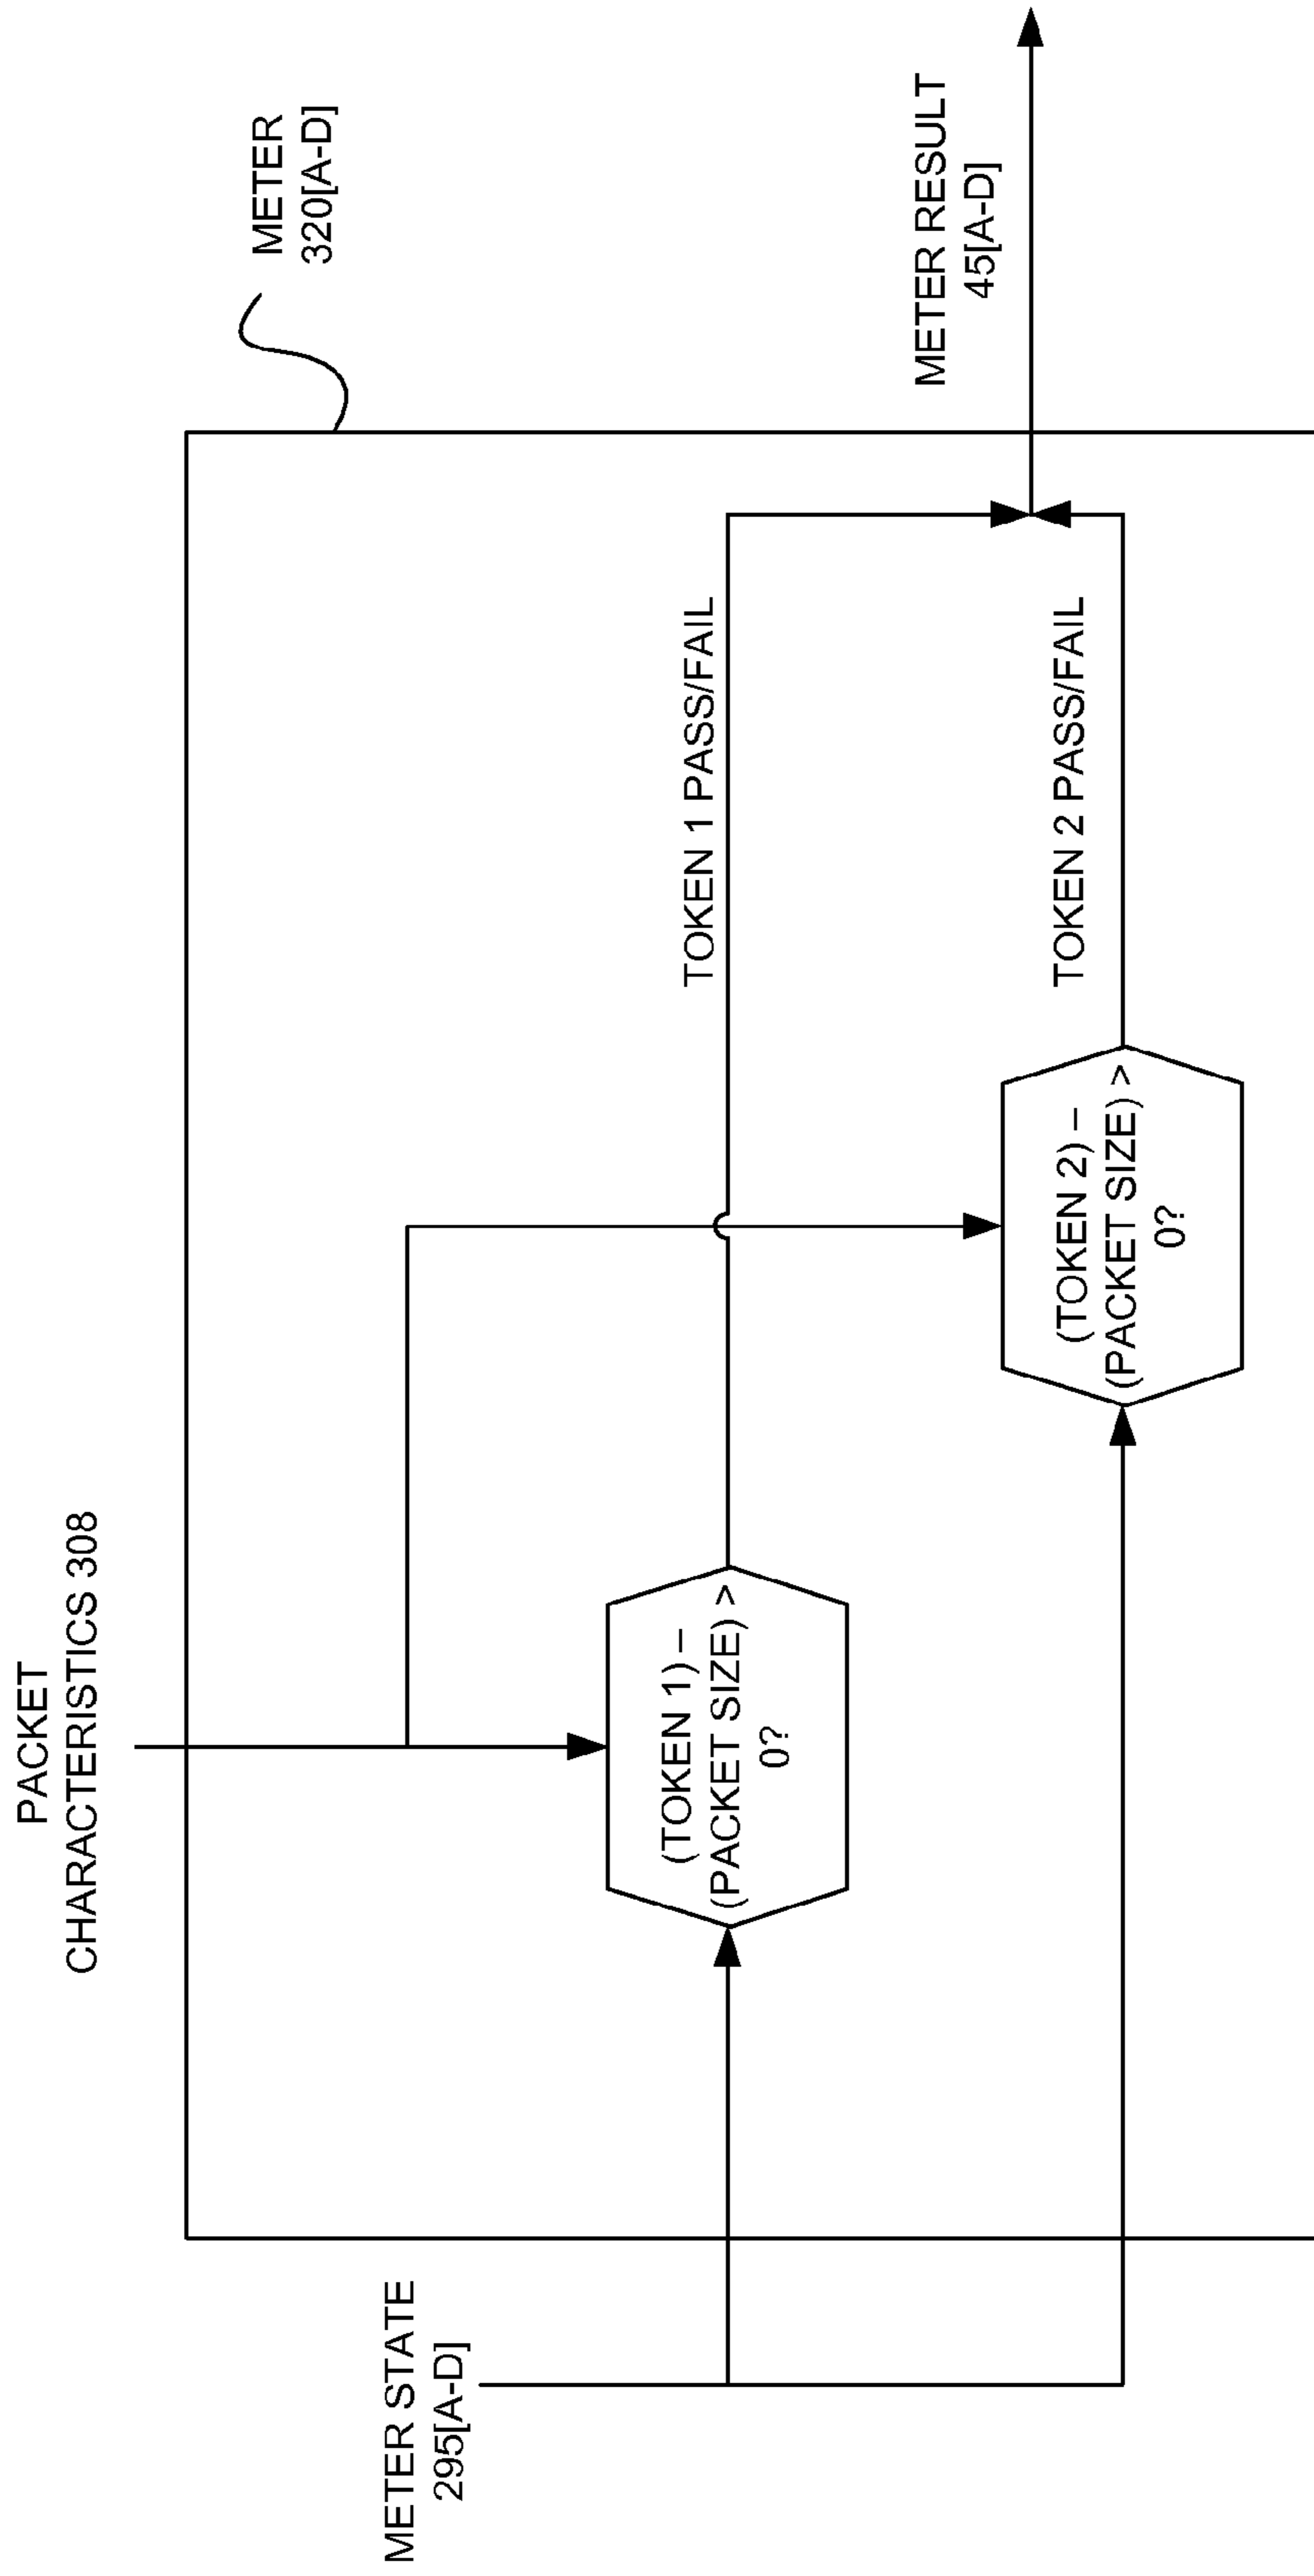 PACKET
CHARACTERISTICS 308
METER
320[A-D]
METER STATE
295[A-D]
(TOKEN 1) –
(PACKET SIZE) >
0?
TOKEN 1 PASS/FAIL
METER RESULT
45[A-D]
(TOKEN 2) –
(PACKET SIZE) >
0?
TOKEN 2 PASS/FAIL